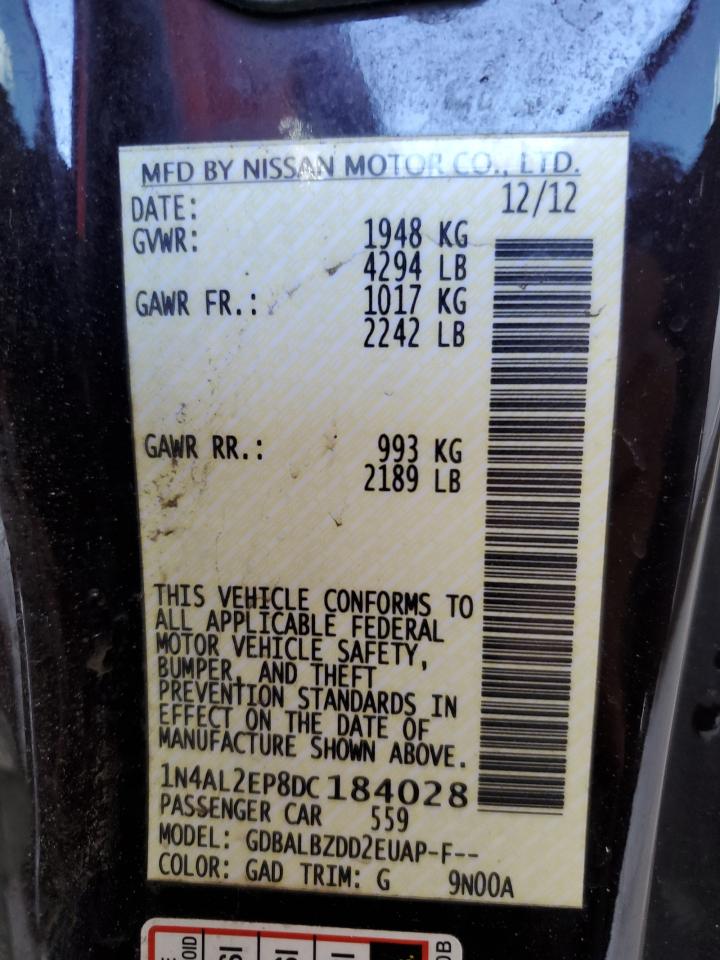 MFD BY NISSAN MOTOR CO., LTD.
DATE: 12/12
GVWR: 1948 KG
4294 LB
GAWR FR.: 1017 KG
2242 LB
GAWR RR.: 993 KG
2189 LB
THIS VEHICLE CONFORMS TO
ALL APPLICABLE FEDERAL
MOTOR VEHICLE SAFETY,
BUMPER, AND THEFT
PREVENTION STANDARDS IN
EFFECT ON THE DATE OF
MANUFACTURE SHOWN ABOVE.
1N4AL2EP8DC184028
PASSENGER CAR 559
MODEL: GDBALBZDD2EUAP-F--
COLOR: GAD TRIM: G 9N00A